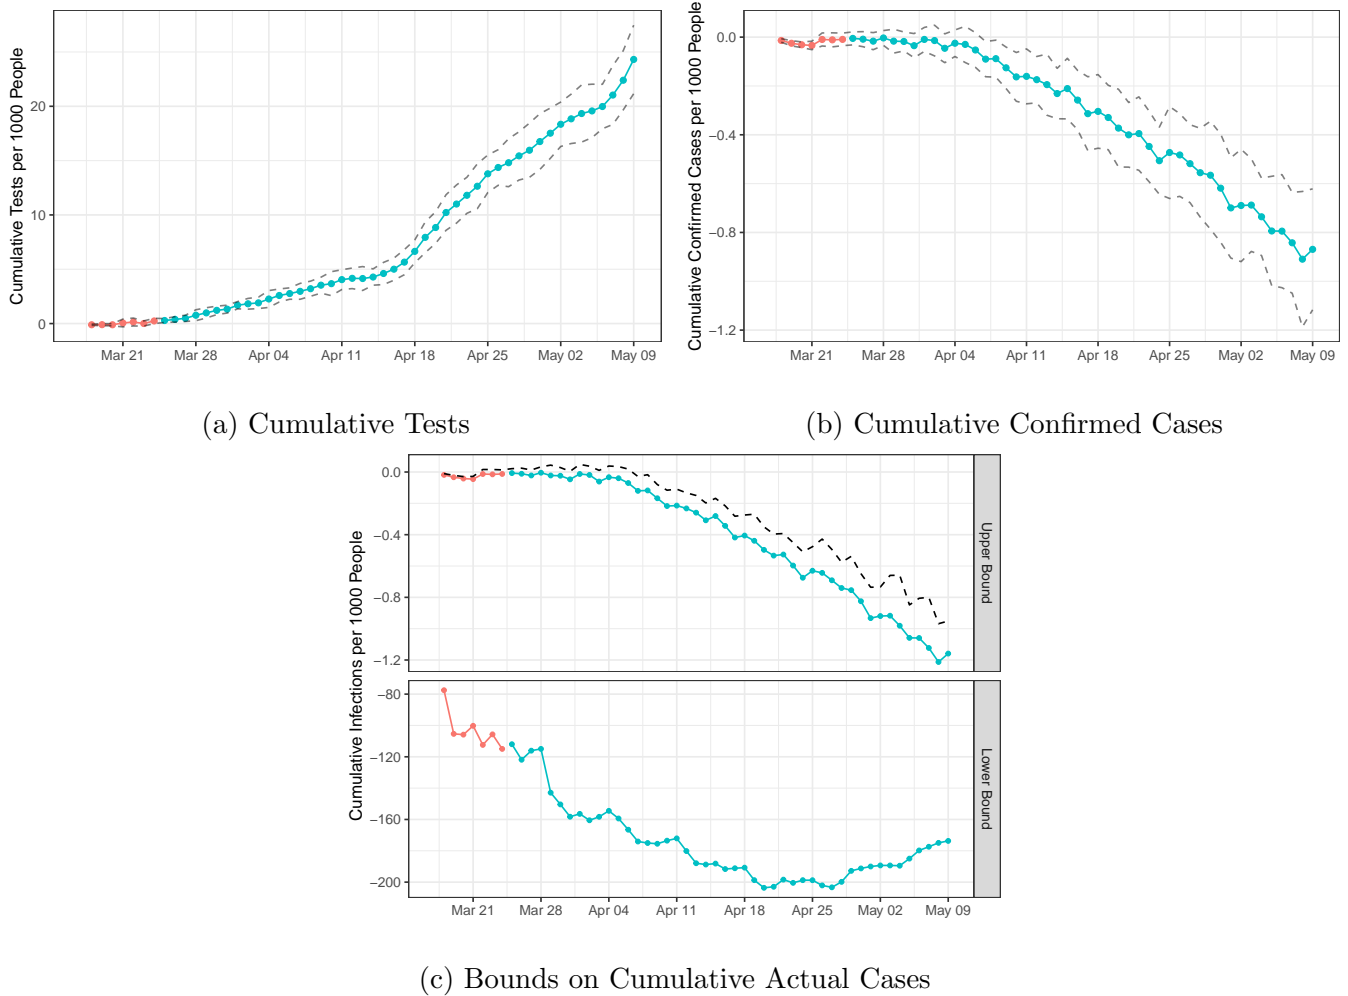 Cumulative Tests per 1000 People
20
10
0
Mar 21 Mar 28 Apr 04 Apr 11 Apr 18 Apr 25 May 02 May 09
(a) Cumulative Tests
Cumulative Confirmed Cases per 1000 People
0.0
−0.4
−0.8
−1.2
Mar 21 Mar 28 Apr 04 Apr 11 Apr 18 Apr 25 May 02 May 09
(b) Cumulative Confirmed Cases
Cumulative Infections per 1000 People
0.0
−0.4
−0.8
−1.2
Upper Bound
−80
−120
−160
−200
Lower Bound
Mar 21 Mar 28 Apr 04 Apr 11 Apr 18 Apr 25 May 02 May 09
(c) Bounds on Cumulative Actual Cases